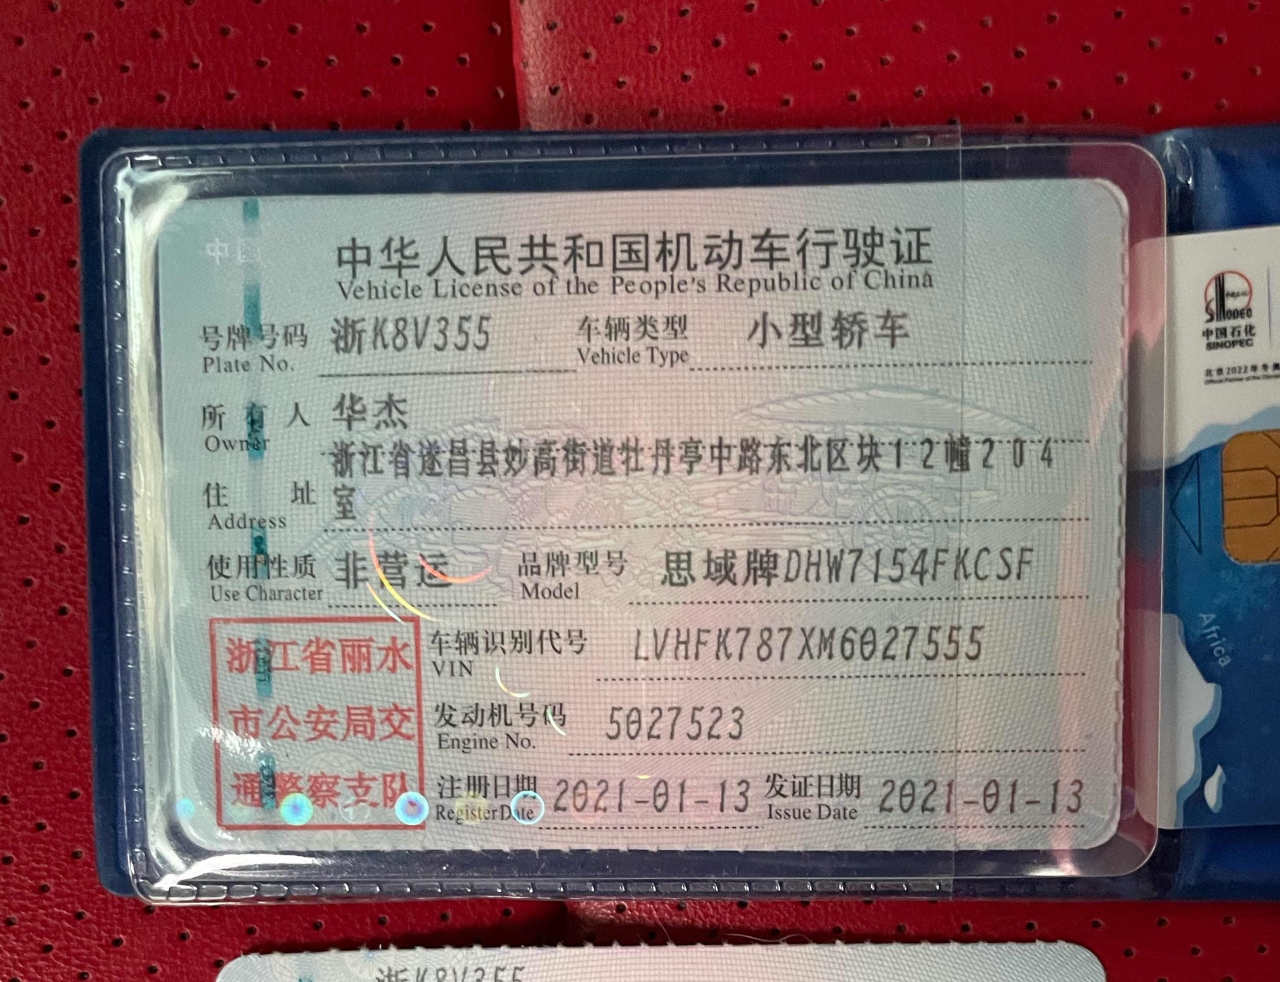 中国
中华人民共和国机动车行驶证
Vehicle License of the People's Republic of China
号牌号码 浙K8V355 车辆类型 小型轿车
Plate No. Vehicle Type
所有人 华杰
Owner
浙江省遂昌县妙高街道牡丹亭中路东北区块12幢204
住址 室
Address
使用性质 非营运 品牌型号 思域牌DHW7154FKCSF
Use Character Model
浙江省丽水
市公安局交
通警察支队
车辆识别代号 LVHFK787XM6027555
VIN
发动机号码 5027523
Engine No.
注册日期 2021-01-13 发证日期 2021-01-13
Register Date Issue Date
SINOPEC
中国石化
SINOPEC
Africa
浙K8V355